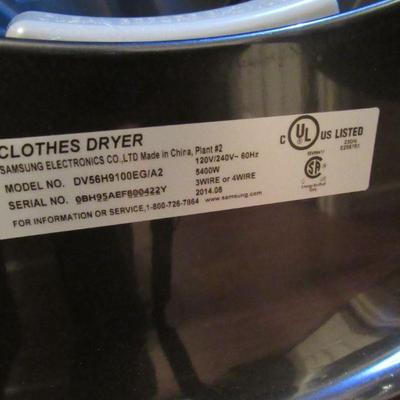 CLOTHES DRYER
SAMSUNG ELECTRONICS CO.,LTD Made in China, Plant #2
MODEL NO. DV56H9100EG/A2
SERIAL NO. 0BH95AEF800422Y
FOR INFORMATION OR SERVICE,1-800-726-7864
120V/240V~ 60Hz
5400W
3WIRE or 4WIRE
2014.08
www.samsung.com
C UL US LISTED